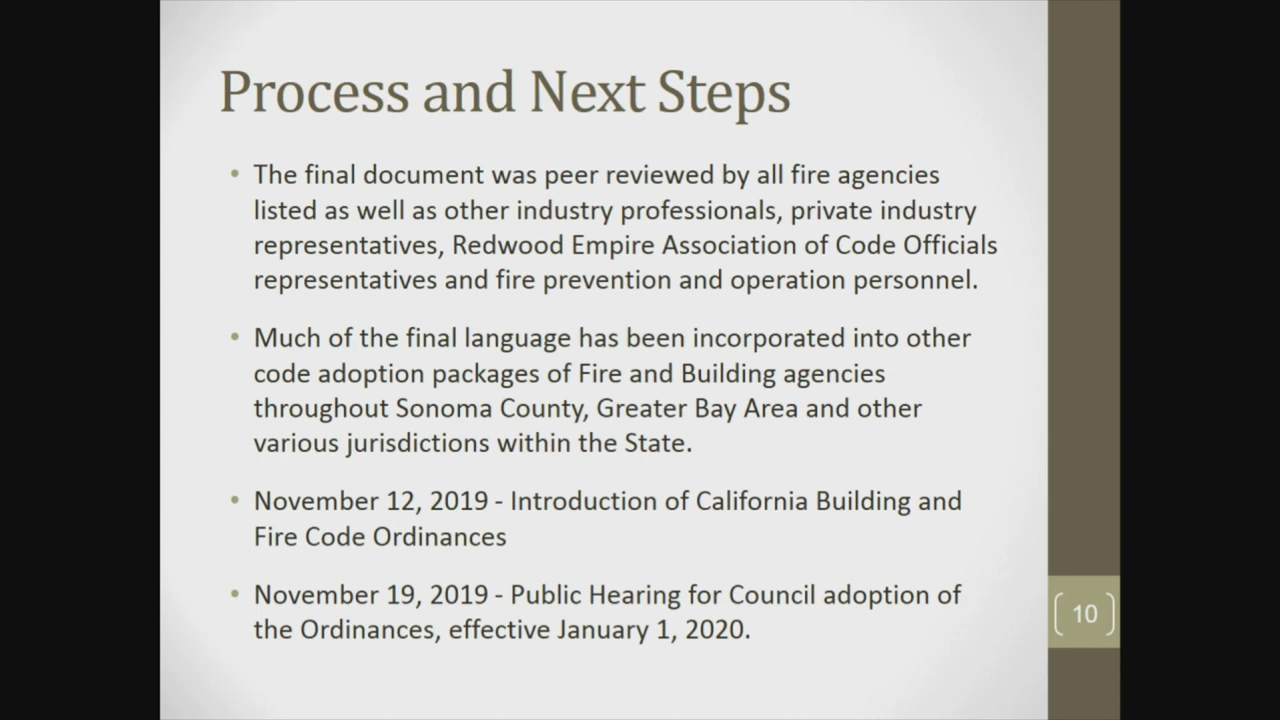 Process and Next Steps
• The final document was peer reviewed by all fire agencies
listed as well as other industry professionals, private industry
representatives, Redwood Empire Association of Code Officials
representatives and fire prevention and operation personnel.
• Much of the final language has been incorporated into other
code adoption packages of Fire and Building agencies
throughout Sonoma County, Greater Bay Area and other
various jurisdictions within the State.
• November 12, 2019 - Introduction of California Building and
Fire Code Ordinances
• November 19, 2019 - Public Hearing for Council adoption of
the Ordinances, effective January 1, 2020.
10